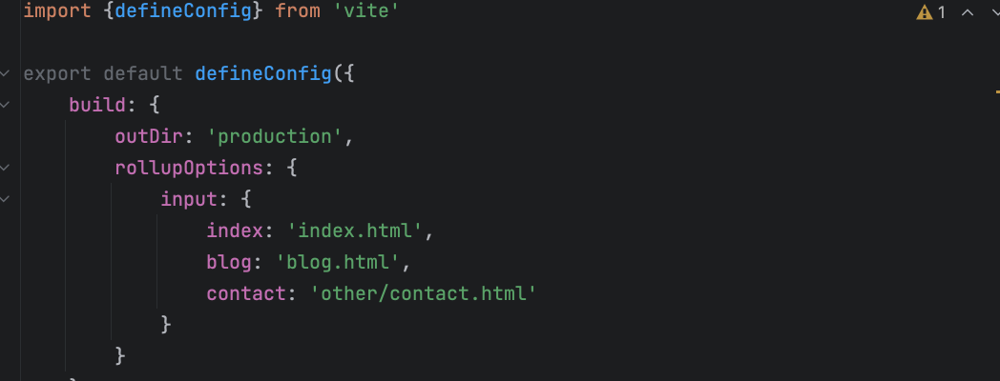 import {defineConfig} from 'vite'
1
export default defineConfig({
build: {
outDir: 'production',
rollupOptions: {
input: {
index: 'index.html',
blog: 'blog.html',
contact: 'other/contact.html'
}
}